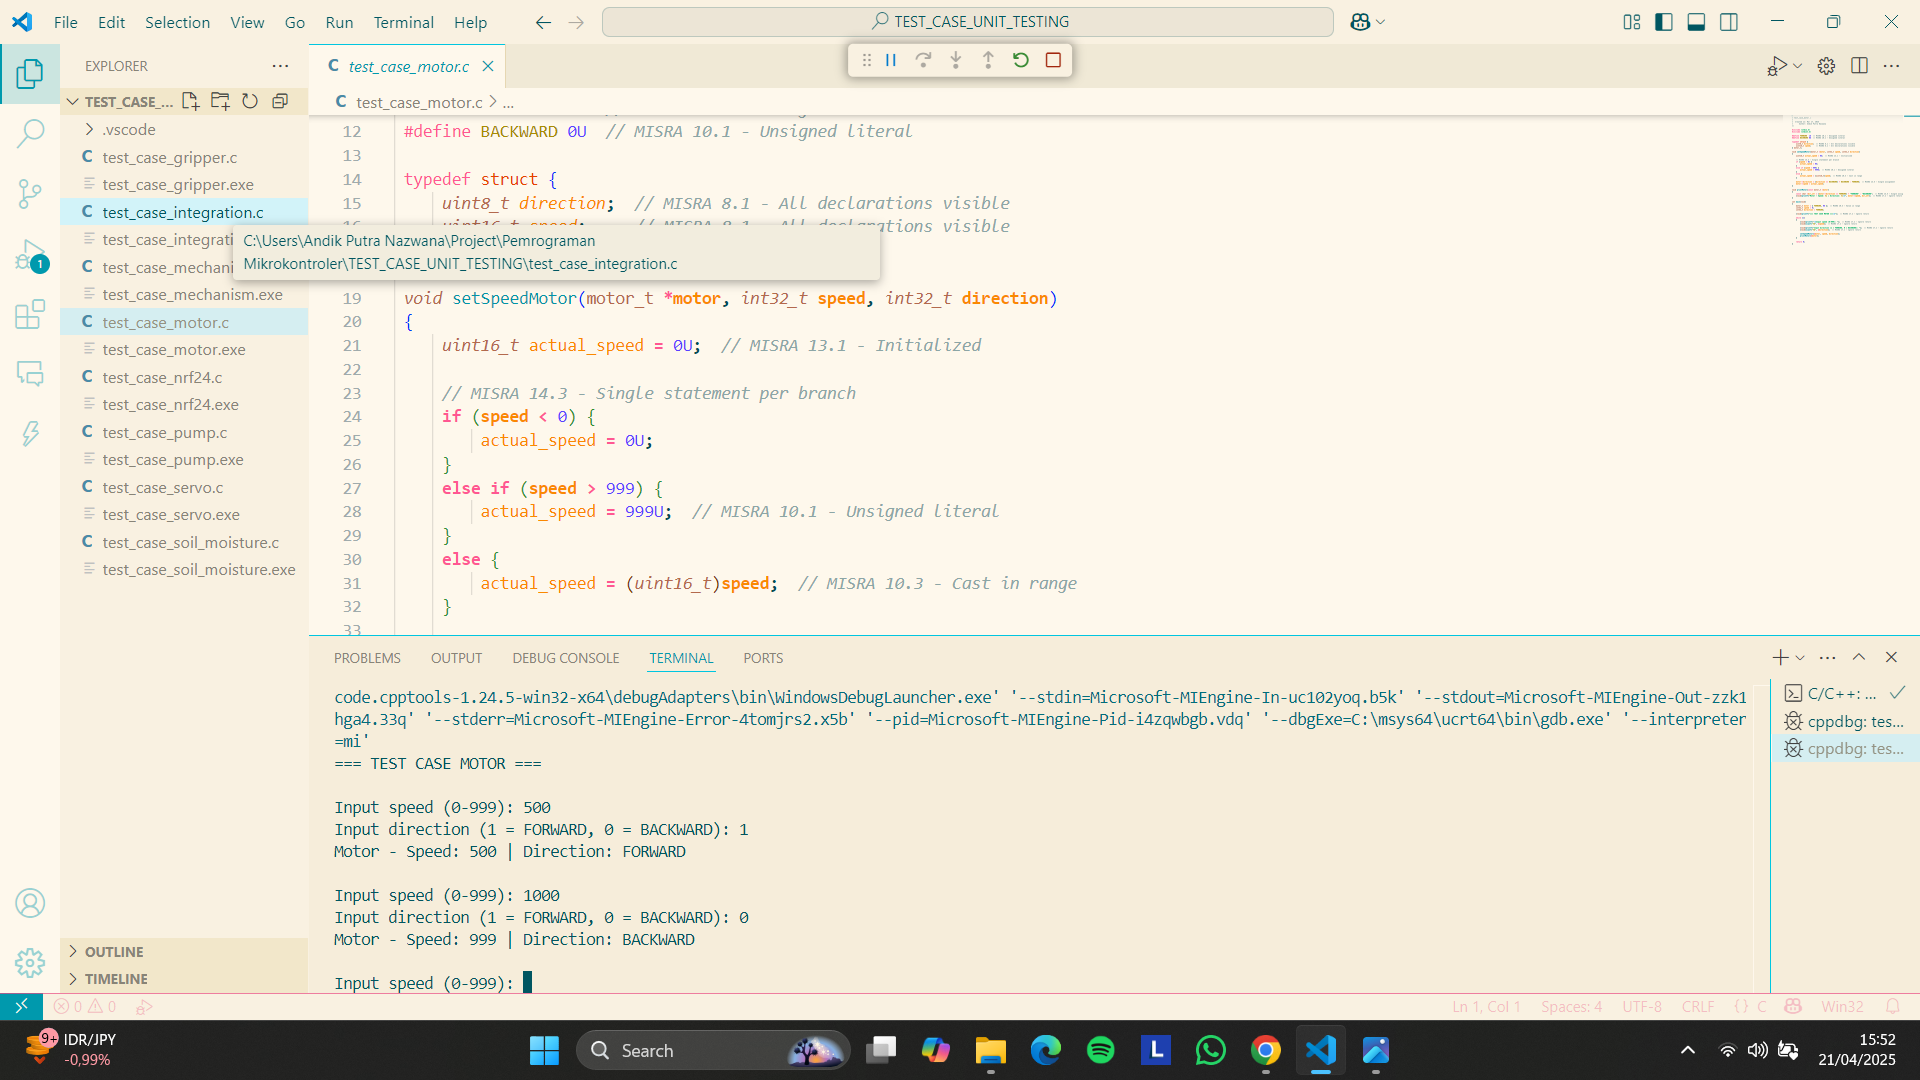 File Edit Selection View Go Run Terminal Help
TEST_CASE_UNIT_TESTING
EXPLORER
TEST_CASE_...
.vscode
C test_case_gripper.c
test_case_gripper.exe
C test_case_integration.c
test_case_integrati
C test_case_mechani
test_case_mechanism.exe
C test_case_motor.c
test_case_motor.exe
C test_case_nrf24.c
test_case_nrf24.exe
C test_case_pump.c
test_case_pump.exe
C test_case_servo.c
test_case_servo.exe
C test_case_soil_moisture.c
test_case_soil_moisture.exe
OUTLINE
TIMELINE
1
C test_case_motor.c
C test_case_motor.c > ...
12 #define BACKWARD 0U // MISRA 10.1 - Unsigned literal
13
14 typedef struct {
15 uint8_t direction; // MISRA 8.1 - All declarations visible
16 uint16_t speed; // MISRA 8.1 - All declarations visible
C:\Users\Andik Putra Nazwana\Project\Pemrograman
Mikrokontroler\TEST_CASE_UNIT_TESTING\test_case_integration.c
19 void setSpeedMotor(motor_t *motor, int32_t speed, int32_t direction)
20 {
21 uint16_t actual_speed = 0U; // MISRA 13.1 - Initialized
22
23 // MISRA 14.3 - Single statement per branch
24 if (speed < 0) {
25 actual_speed = 0U;
26 }
27 else if (speed > 999) {
28 actual_speed = 999U; // MISRA 10.1 - Unsigned literal
29 }
30 else {
31 actual_speed = (uint16_t)speed; // MISRA 10.3 - Cast in range
32 }
33
PROBLEMS OUTPUT DEBUG CONSOLE TERMINAL PORTS
code.cpptools-1.24.5-win32-x64\debugAdapters\bin\WindowsDebugLauncher.exe' '--stdin=Microsoft-MIEngine-In-uc102yoq.b5k' '--stdout=Microsoft-MIEngine-Out-zzk1
hga4.33q' '--stderr=Microsoft-MIEngine-Error-4tomjrs2.x5b' '--pid=Microsoft-MIEngine-Pid-i4zqwbgb.vdq' '--dbgExe=C:\msys64\ucrt64\bin\gdb.exe' '--interpreter
=mi'
=== TEST CASE MOTOR ===
Input speed (0-999): 500
Input direction (1 = FORWARD, 0 = BACKWARD): 1
Motor - Speed: 500 | Direction: FORWARD
Input speed (0-999): 1000
Input direction (1 = FORWARD, 0 = BACKWARD): 0
Motor - Speed: 999 | Direction: BACKWARD
Input speed (0-999):
C/C++: ...
cppdbg: tes...
cppdbg: tes...
0 0
Ln 1, Col 1 Spaces: 4 UTF-8 CRLF {} C Win32
9+ IDR/JPY
-0,99%
Search
L
15:52
21/04/2025